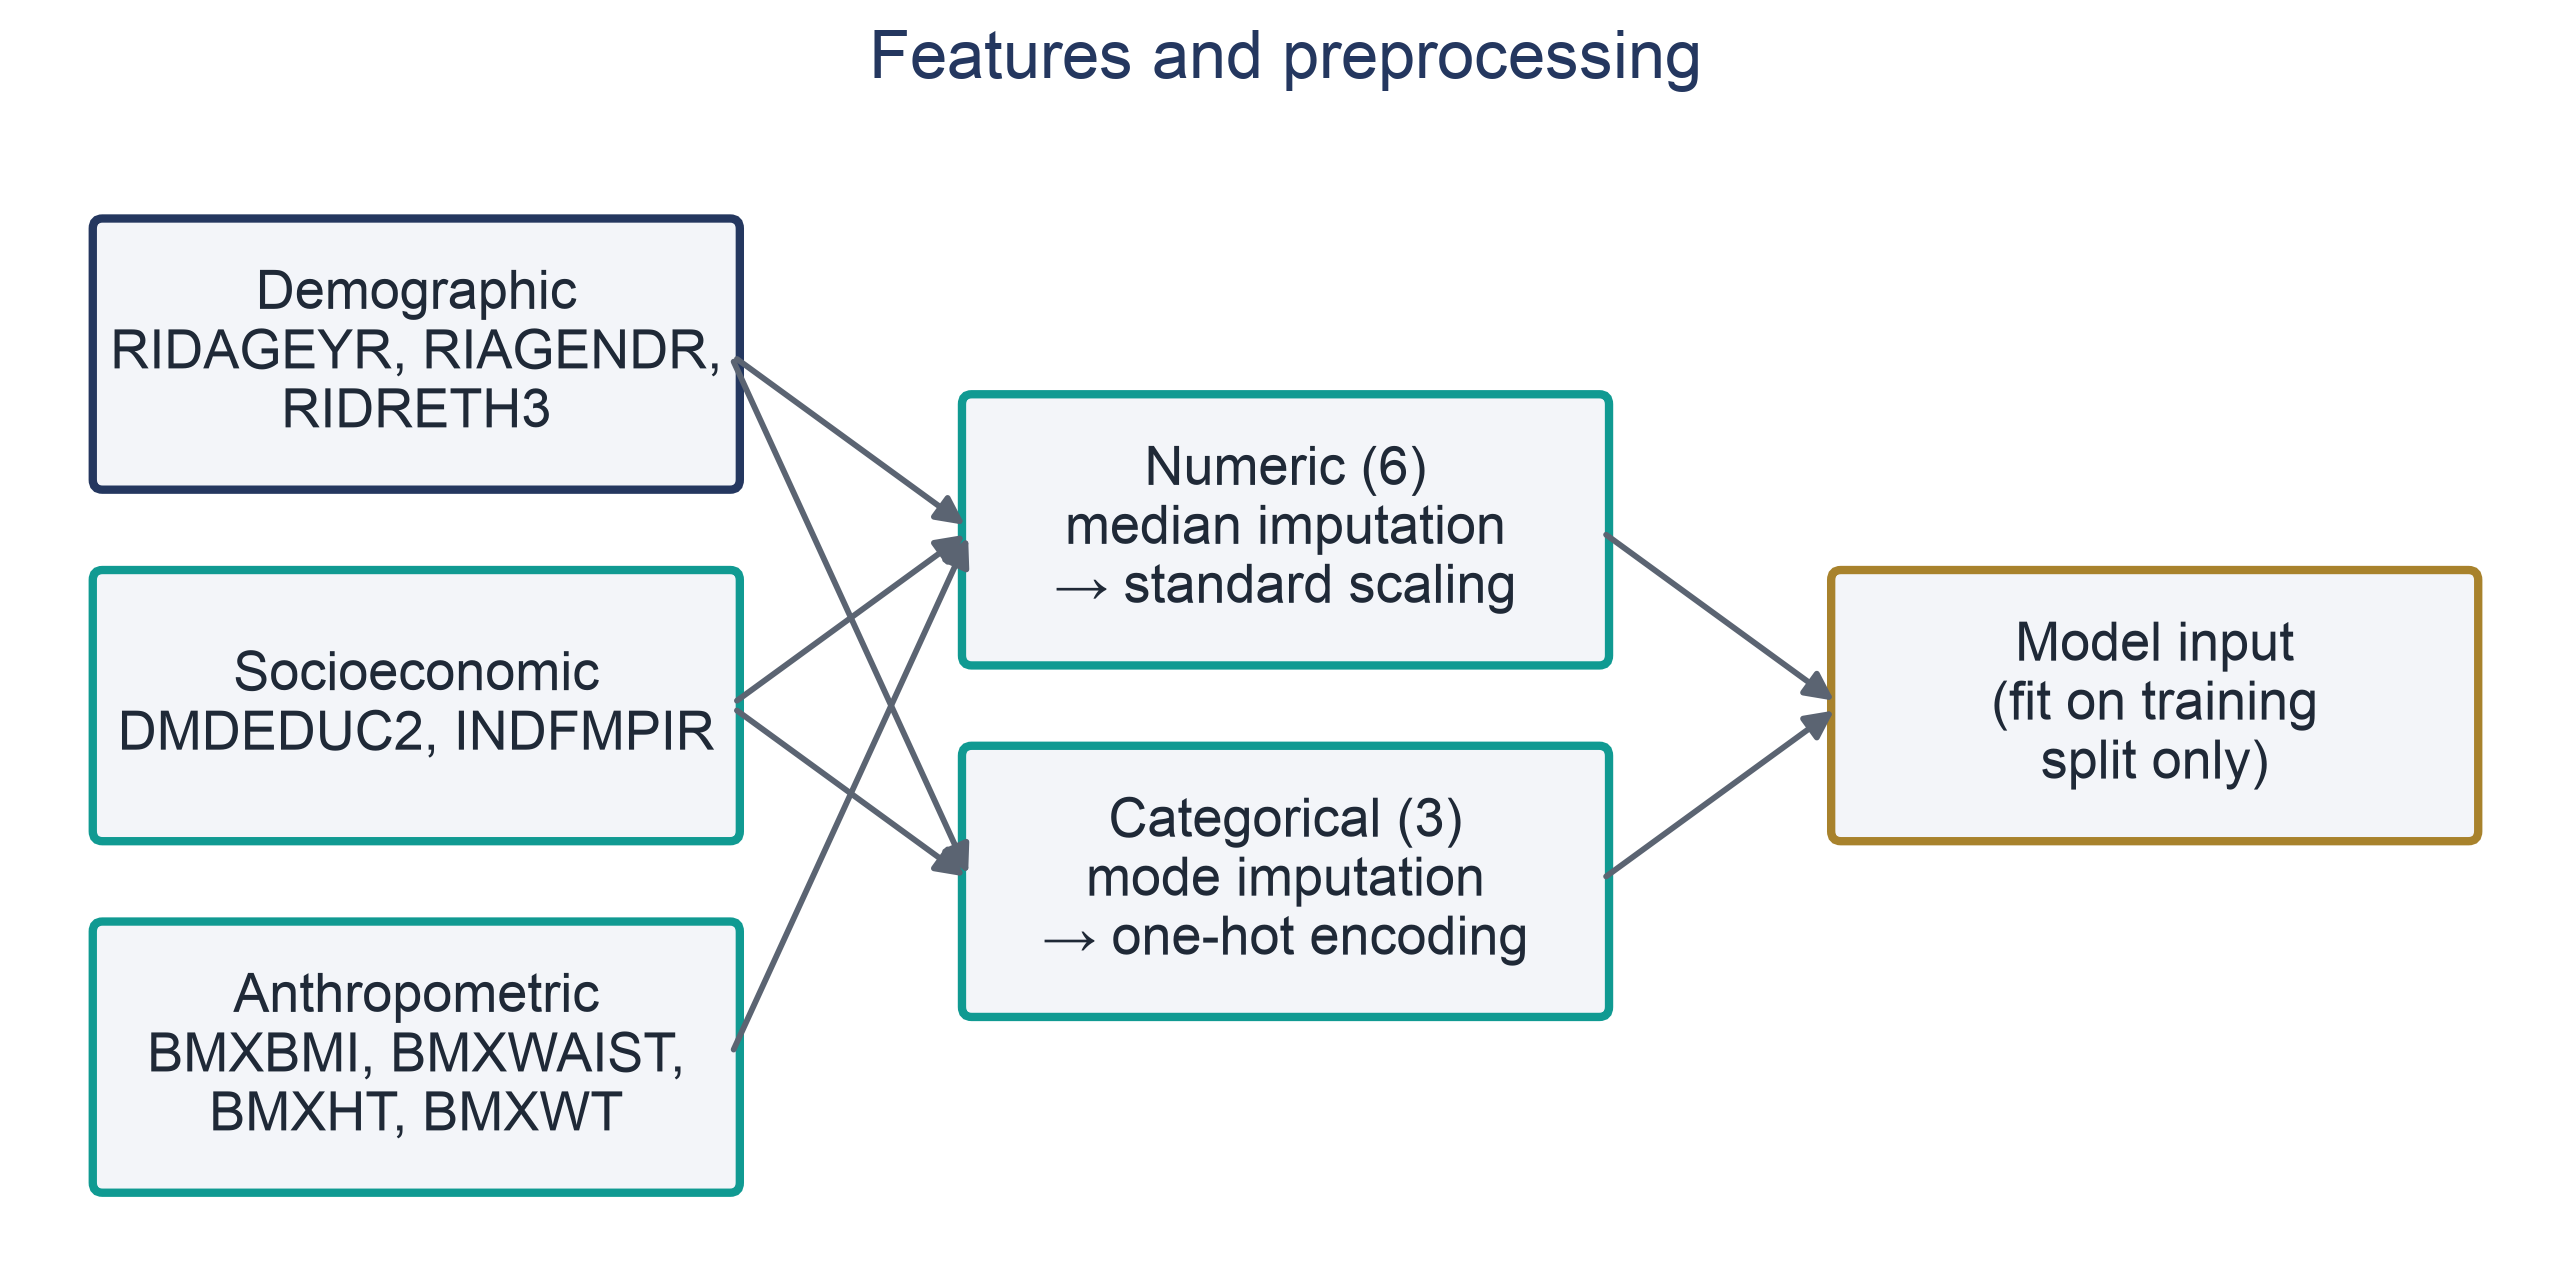 Features and preprocessing
Demographic
RIDAGEYR, RIAGENDR,
RIDRETH3
Socioeconomic
DMDEDUC2, INDFMPIR
Anthropometric
BMXBMI, BMXWAIST,
BMXHT, BMXWT
Numeric (6)
median imputation
→ standard scaling
Categorical (3)
mode imputation
→ one-hot encoding
Model input
(fit on training
split only)